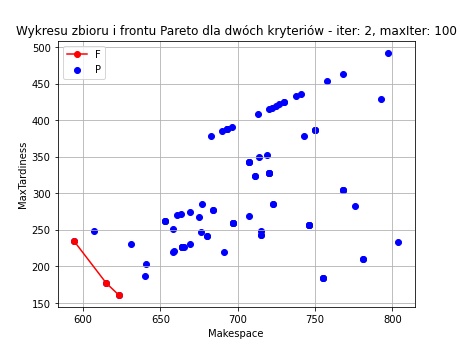 Wykresu zbioru i frontu Pareto dla dwóch kryteriów - iter: 2, maxIter: 100
F
P
500
450
400
350
300
250
200
150
MaxTardiness
600
650
700
750
800
Makespace